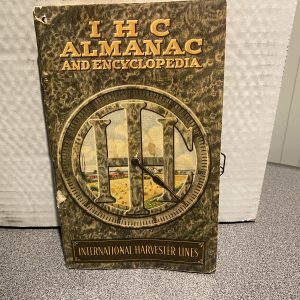 I H C
ALMANAC
AND ENCYCLOPEDIA
IHC
INTERNATIONAL HARVESTER LINES